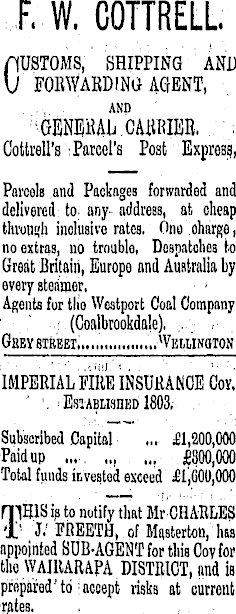 F. W. COTTRELL.
CUSTOMS, SHIPPING AND
FORWARDING AGENT,
AND
GENERAL CARRIER.
Cottrell's Parcel's Post Express,
Parcels and Packages forwarded and
delivered to any address, at cheap
through inclusive rates. One charge,
no extras, no trouble. Despatches to
Great Britain, Europe and Australia by
every steamer.
Agents for the Westport Coal Company
(Coalbrookdale).
GREY STREET.................WELLINGTON
IMPERIAL FIRE INSURANCE COY.
ESTABLISHED 1803.
Subscribed Capital ... £1,200,000
Paid up ... ... ... £300,000
Total funds invested exceed £1,600,000
THIS is to notify that Mr CHARLES
J. FREETH, of Masterton, has
appointed SUB-AGENT for this Coy for
the WAIRARAPA DISTRICT, and is
prepared to accept risks at current
rates.